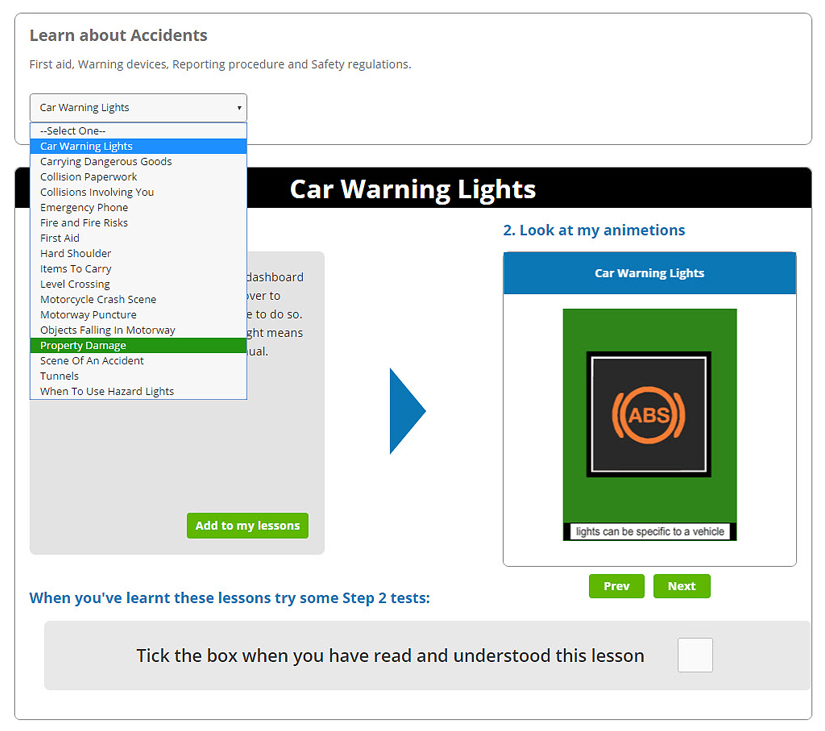 Learn about Accidents
First aid, Warning devices, Reporting procedure and Safety regulations.
Car Warning Lights
--Select One--
Car Warning Lights
Carrying Dangerous Goods
Collision Paperwork
Collisions Involving You
Emergency Phone
Fire and Fire Risks
First Aid
Hard Shoulder
Items To Carry
Level Crossing
Motorcycle Crash Scene
Motorway Puncture
Objects Falling In Motorway
Property Damage
Scene Of An Accident
Tunnels
When To Use Hazard Lights
Car Warning Lights
dashboard
over to
e to do so.
ght means
ual.
Add to my lessons
2. Look at my animetions
Car Warning Lights
ABS
lights can be specific to a vehicle
Prev Next
When you've learnt these lessons try some Step 2 tests:
Tick the box when you have read and understood this lesson